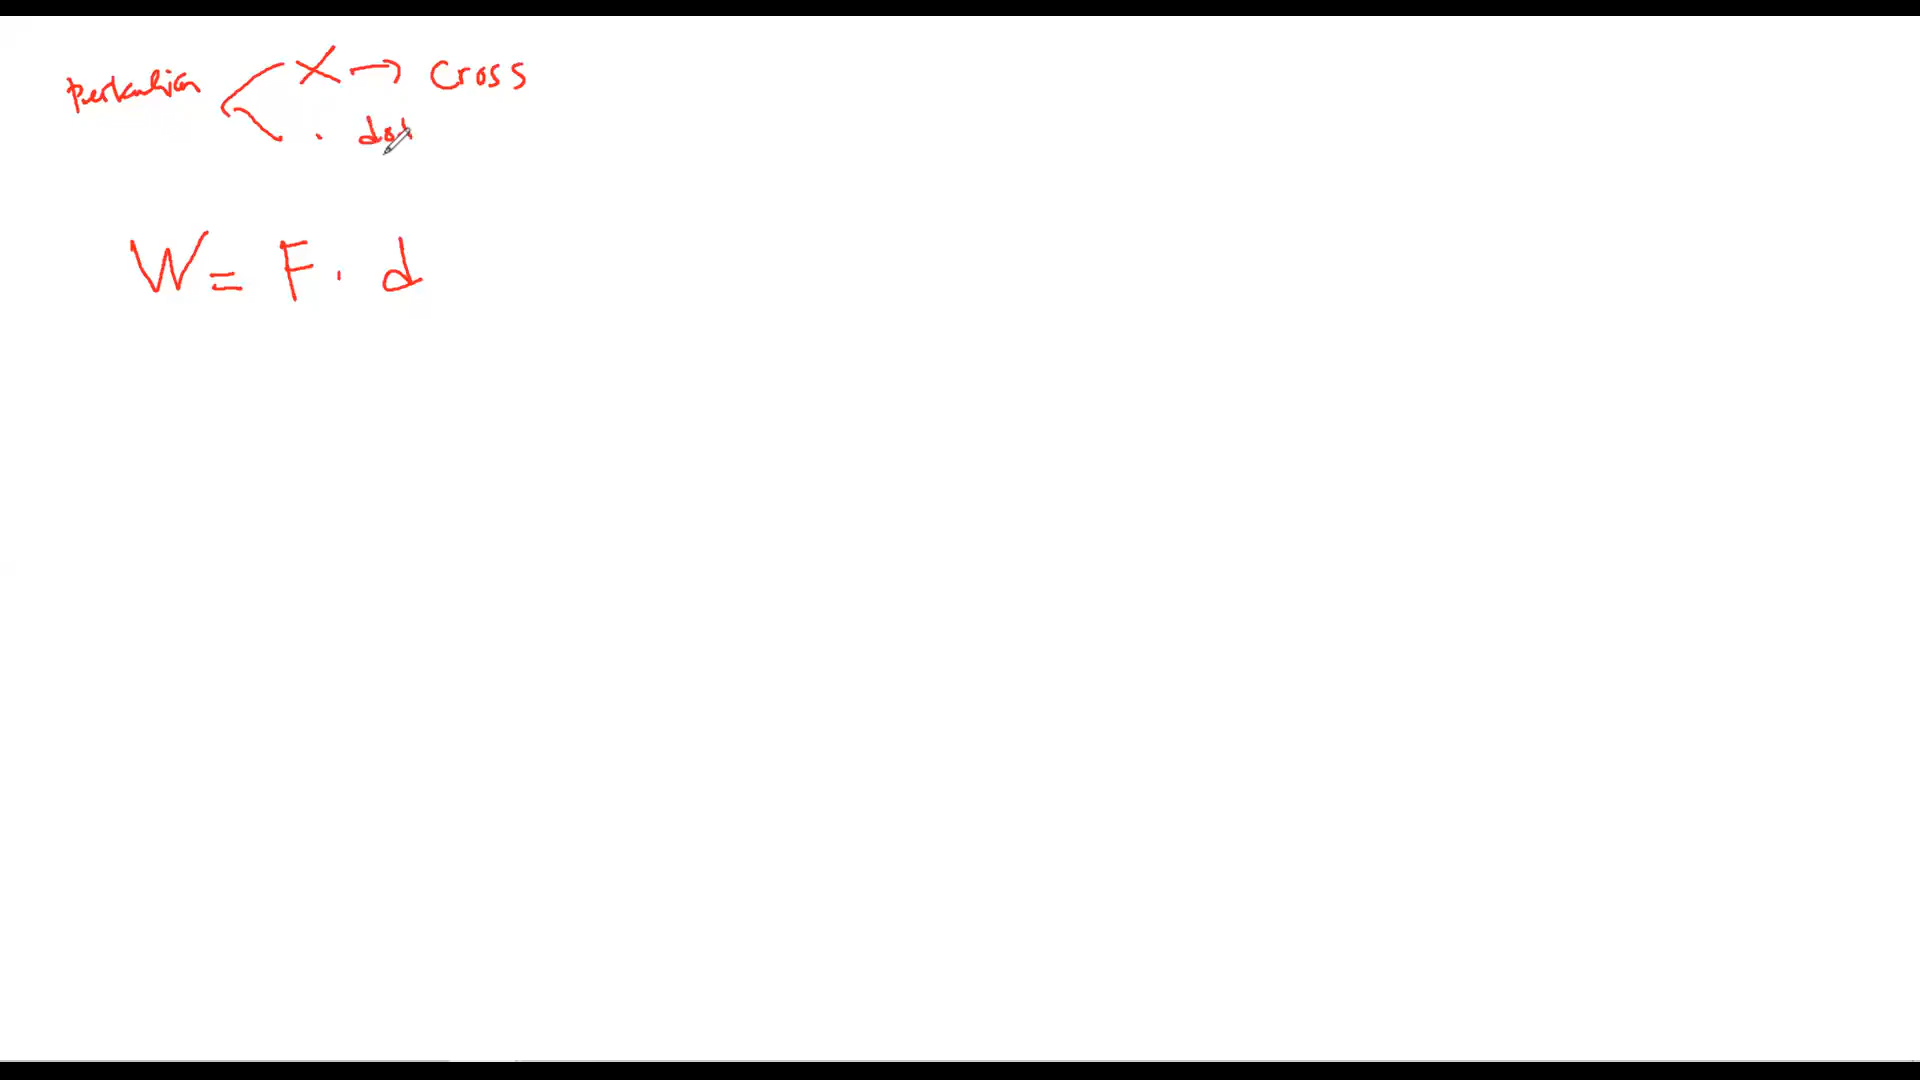 Perkalian × → Cross
. dot
W = F . d